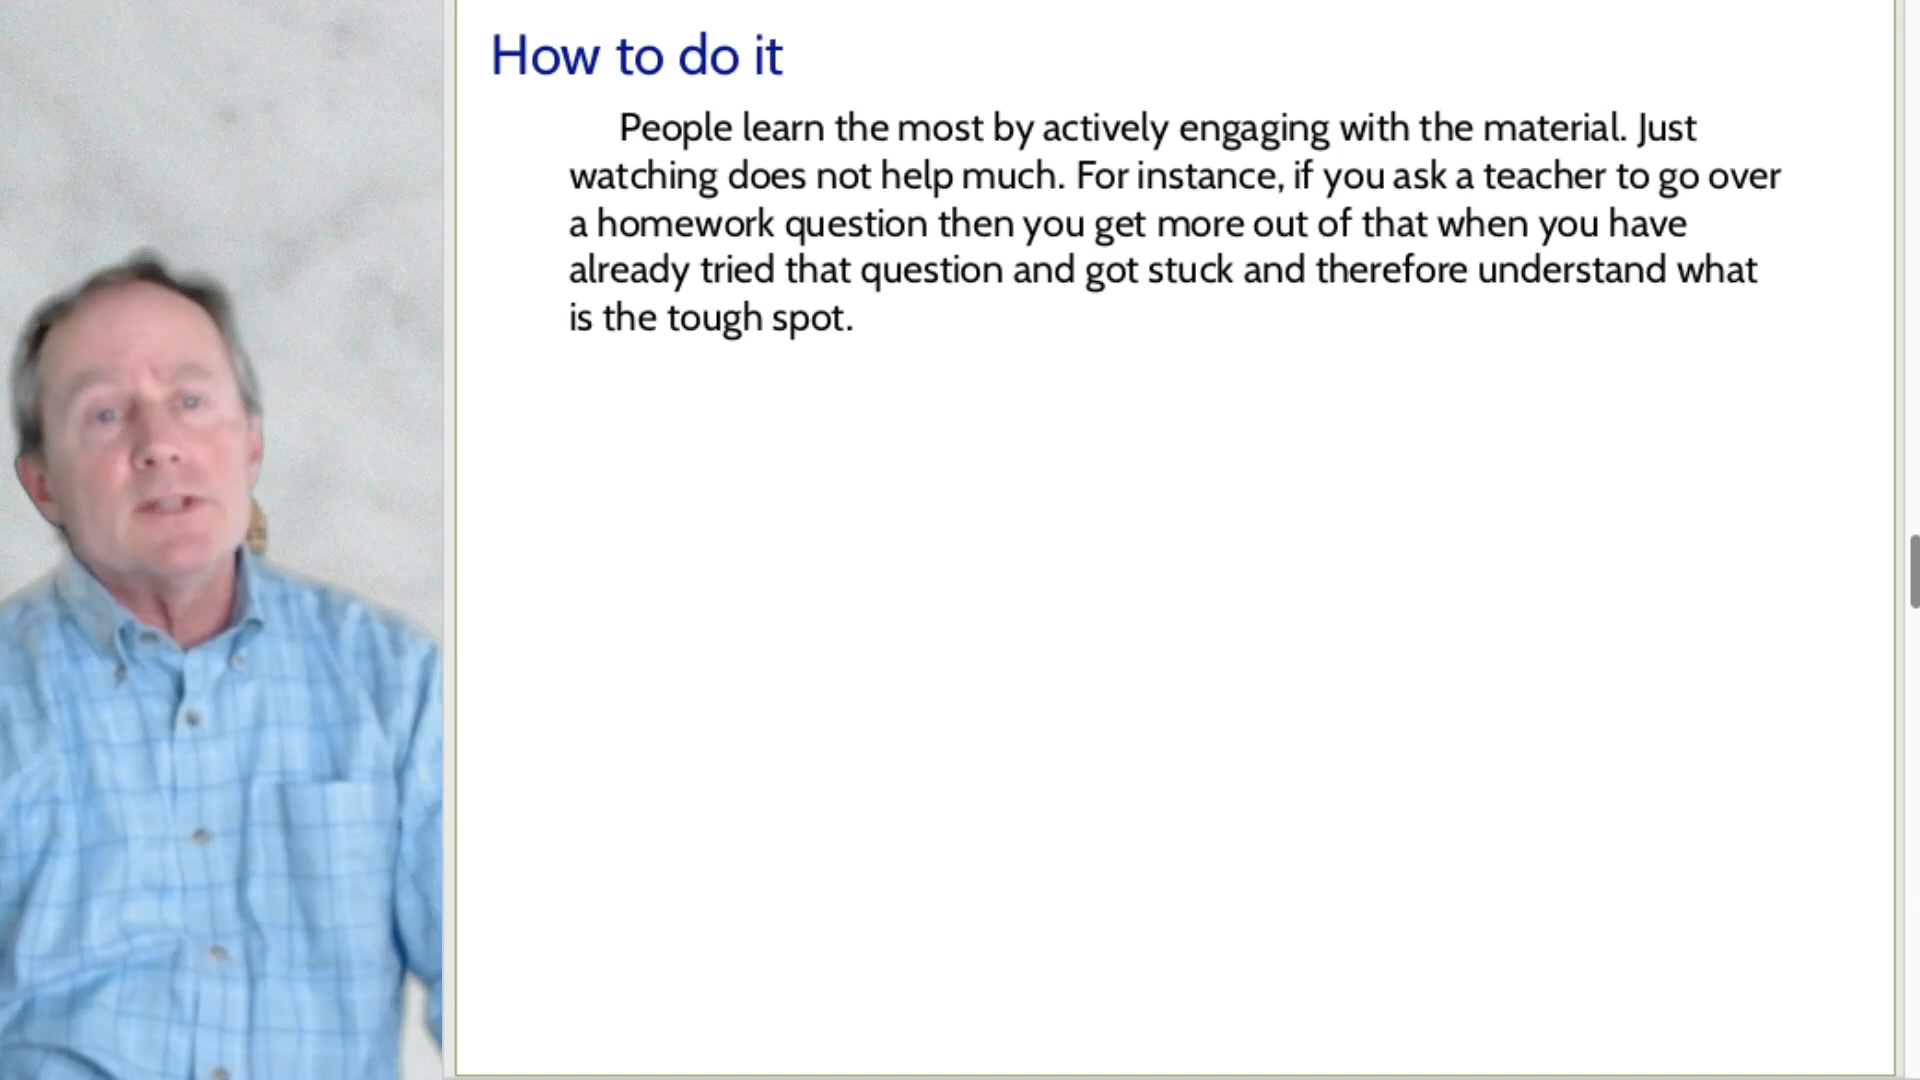 How to do it
People learn the most by actively engaging with the material. Just
watching does not help much. For instance, if you ask a teacher to go over
a homework question then you get more out of that when you have
already tried that question and got stuck and therefore understand what
is the tough spot.